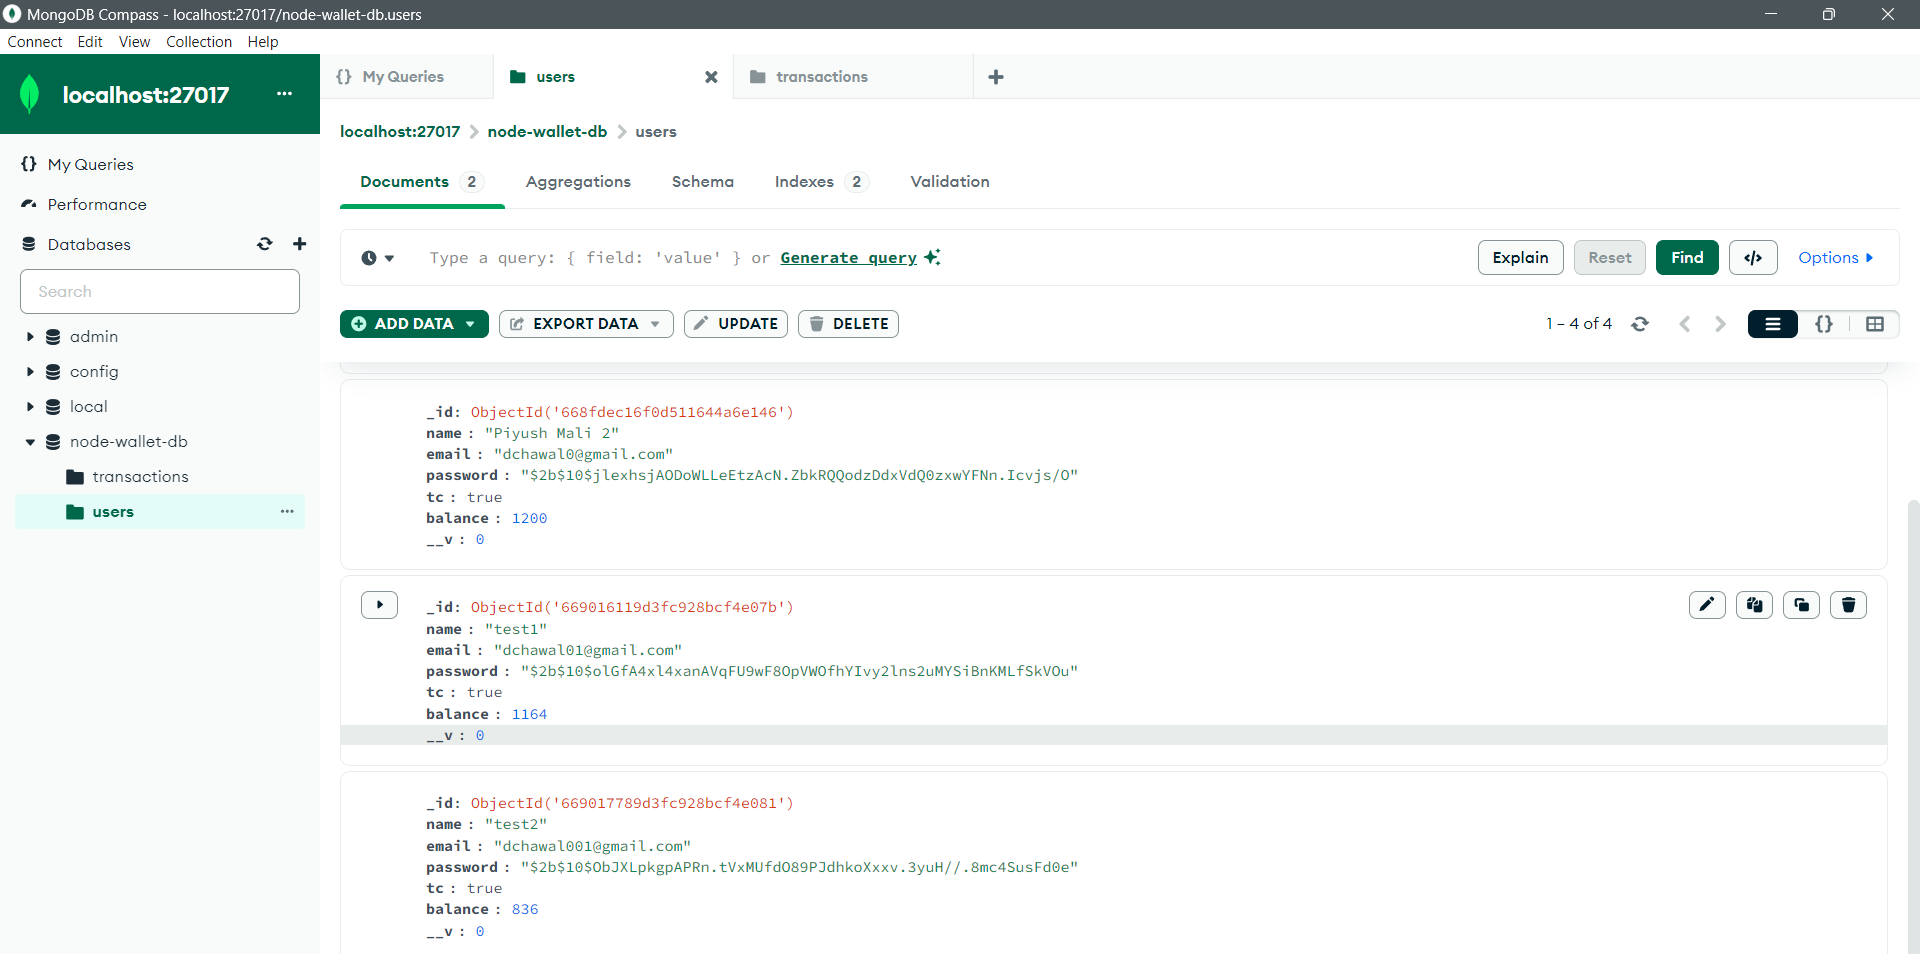 MongoDB Compass - localhost:27017/node-wallet-db.users
Connect Edit View Collection Help
localhost:27017 ...
My Queries
Performance
Databases
Search
admin
config
local
node-wallet-db
transactions
users ...
{} My Queries
users
transactions
localhost:27017 > node-wallet-db > users
Documents 2 Aggregations Schema Indexes 2 Validation
Type a query: { field: 'value' } or Generate query
Explain Reset Find </> Options
ADD DATA EXPORT DATA UPDATE DELETE
1 – 4 of 4
_id: ObjectId('668fdec16f0d511644a6e146')
name : "Piyush Mali 2"
email : "dchawal0@gmail.com"
password : "$2b$10$jlexhsjAODoWLLeEtzAcN.ZbkRQQodzDdxVdQ0zxwYFNn.Icvjs/O"
tc : true
balance : 1200
__v : 0
_id: ObjectId('669016119d3fc928bcf4e07b')
name : "test1"
email : "dchawal01@gmail.com"
password : "$2b$10$olGfA4xl4xanAVqFU9wF8OpVWOfhYIvy2lns2uMYSiBnKMLfSkVOu"
tc : true
balance : 1164
__v : 0
_id: ObjectId('669017789d3fc928bcf4e081')
name : "test2"
email : "dchawal001@gmail.com"
password : "$2b$10$ObJXLpkgpAPRn.tVxMUfdO89PJdhkoXxxv.3yuH//.8mc4SusFd0e"
tc : true
balance : 836
__v : 0